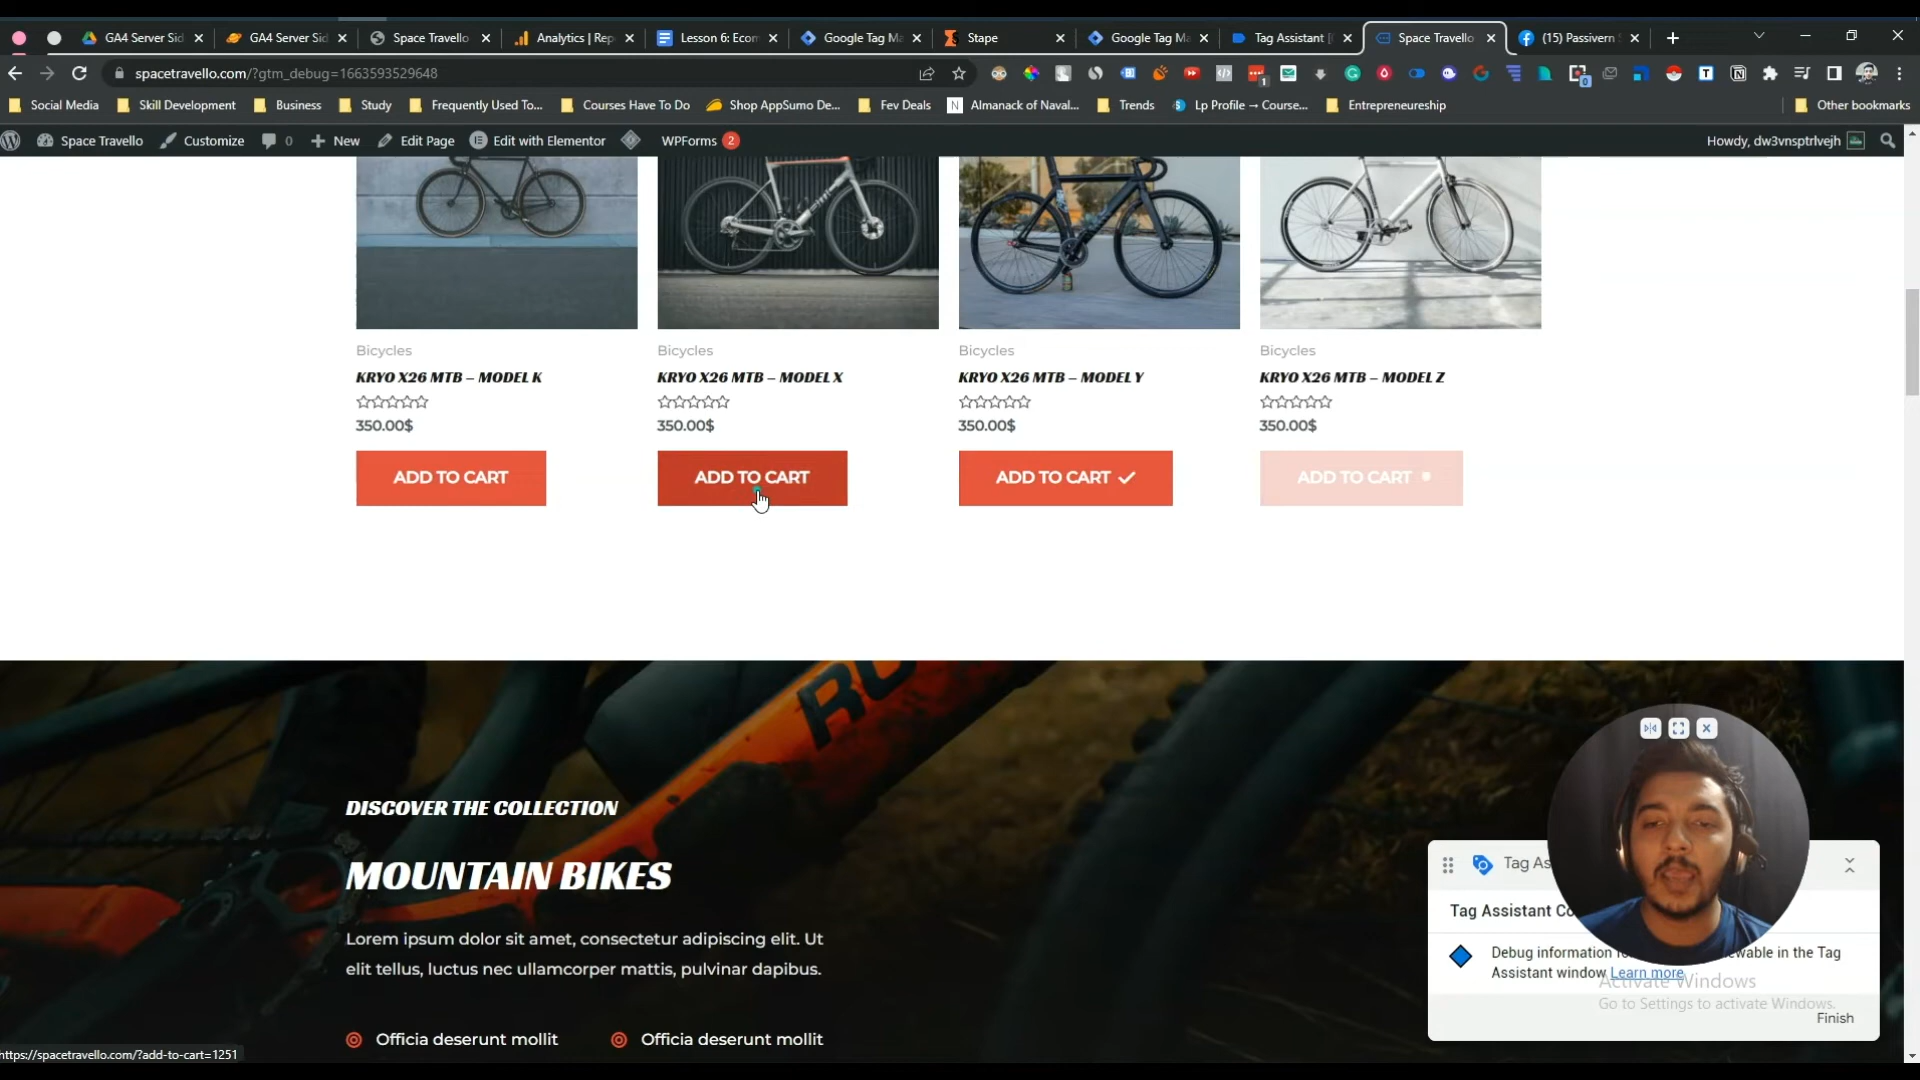 GA4 Server Sid
GA4 Server Sid
Space Travello
Analytics | Rep
Lesson 6: Ecom
Google Tag Ma
Stape
Google Tag Ma
Tag Assistant [
Space Travello
(15) Passivern
spacetravello.com/?gtm_debug=1663593529648
Social Media
Skill Development
Business
Study
Frequently Used To...
Courses Have To Do
Shop AppSumo De...
Fev Deals
Almanack of Naval...
Trends
Lp Profile → Course...
Entrepreneureship
Other bookmarks
Space Travello
Customize
0
New
Edit Page
Edit with Elementor
WPForms 2
Howdy, dw3vnsptrlvejh
Bicycles
KRYO X26 MTB – MODEL K
350.00$
ADD TO CART
Bicycles
KRYO X26 MTB – MODEL X
350.00$
ADD TO CART
Bicycles
KRYO X26 MTB – MODEL Y
350.00$
ADD TO CART
Bicycles
KRYO X26 MTB – MODEL Z
350.00$
ADD TO CART
DISCOVER THE COLLECTION
MOUNTAIN BIKES
Lorem ipsum dolor sit amet, consectetur adipiscing elit. Ut
elit tellus, luctus nec ullamcorper mattis, pulvinar dapibus.
Officia deserunt mollit
Officia deserunt mollit
Tag As
Tag Assistant Co
Debug information wable in the Tag
Assistant window Learn more
Activate Windows
Go to Settings to activate Windows.
Finish
https://spacetravello.com/?add-to-cart=1251